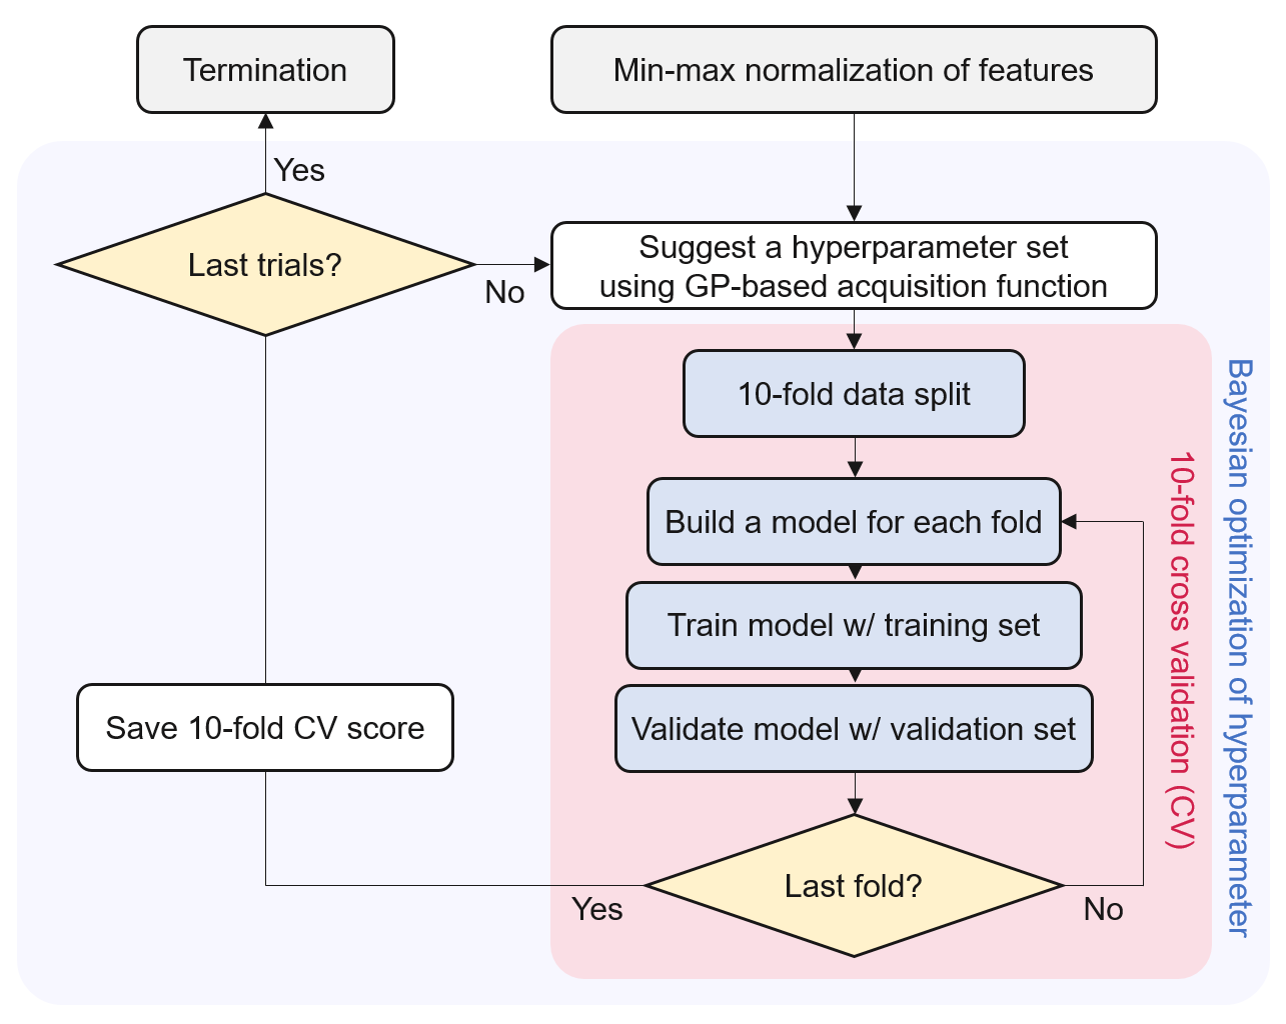 Termination
Min-max normalization of features
Yes
Last trials?
No
Suggest a hyperparameter set
using GP-based acquisition function
10-fold data split
Build a model for each fold
Train model w/ training set
Validate model w/ validation set
Save 10-fold CV score
Last fold?
Yes
No
10-fold cross validation (CV)
Bayesian optimization of hyperparameter